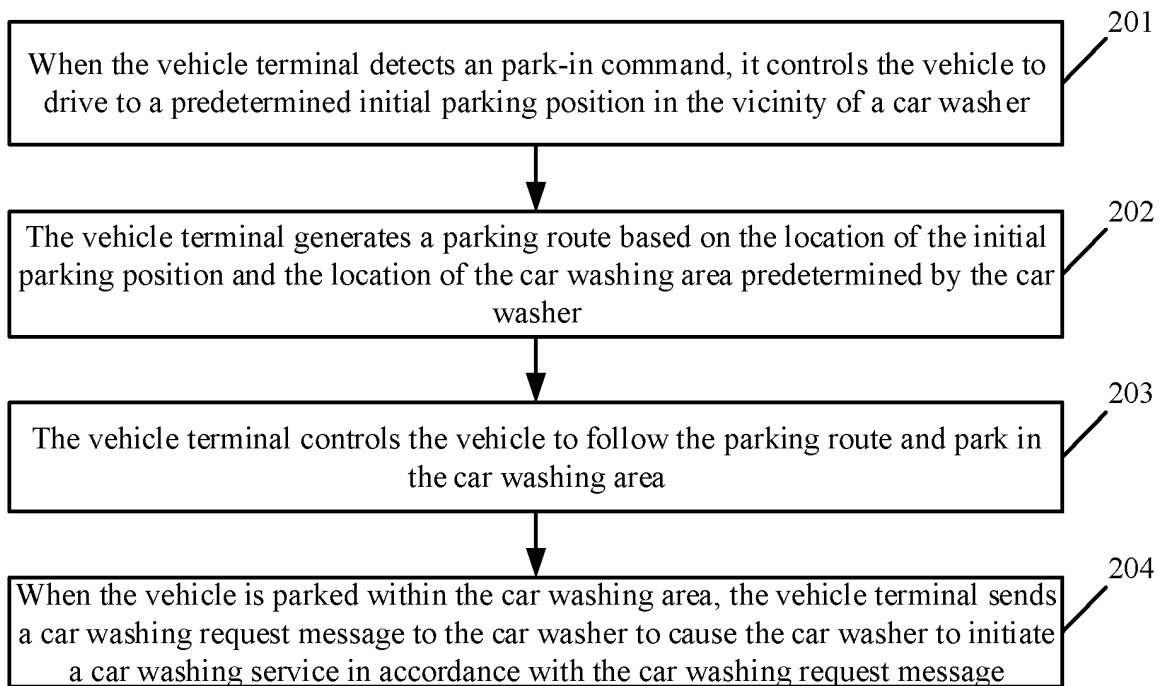 201
When the vehicle terminal detects an park-in command, it controls the vehicle to
drive to a predetermined initial parking position in the vicinity of a car washer
202
The vehicle terminal generates a parking route based on the location of the initial
parking position and the location of the car washing area predetermined by the car
washer
203
The vehicle terminal controls the vehicle to follow the parking route and park in
the car washing area
204
When the vehicle is parked within the car washing area, the vehicle terminal sends
a car washing request message to the car washer to cause the car washer to initiate
a car washing service in accordance with the car washing request message